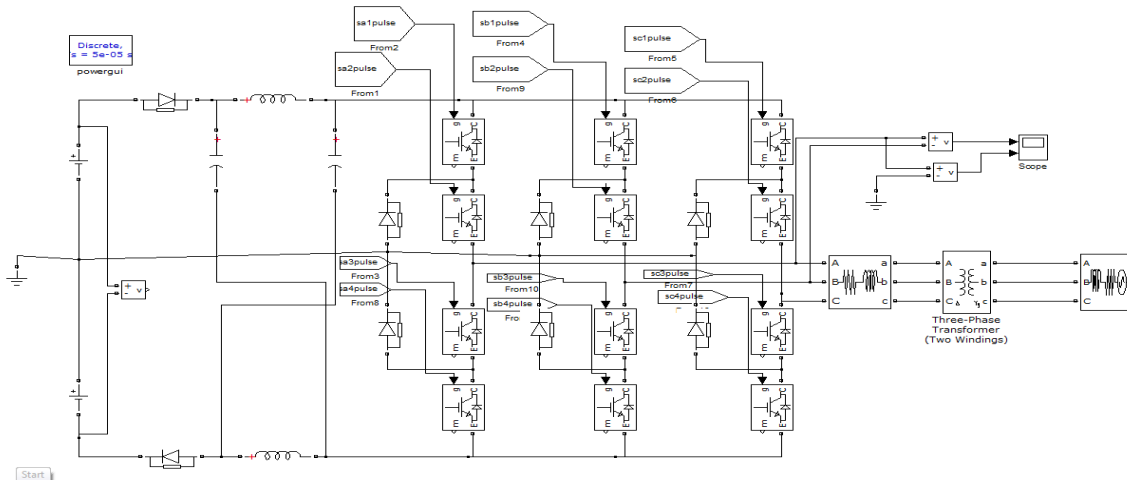 Discrete,
s = 5e-05 s
powergui
sa1pulse
From2
sa2pulse
From1
sb1pulse
From4
sb2pulse
From9
sc1pulse
From5
sc2pulse
From6
g
C
E
m
g
C
E
m
g
C
E
m
g
C
E
m
g
C
E
m
g
C
E
m
sa3pulse
From3
sa4pulse
From8
sb3pulse
From10
sb4pulse
Fro
sc3pulse
From7
sc4pulse
g
C
E
m
g
C
E
m
g
C
E
m
g
C
E
m
g
C
E
m
g
C
E
m
+
-
v
+
-
v
+
-
v
Scope
A
B
C
a
b
c
A
B
C
a
b
c
A
B
C
Three-Phase
Transformer
(Two Windings)
Start